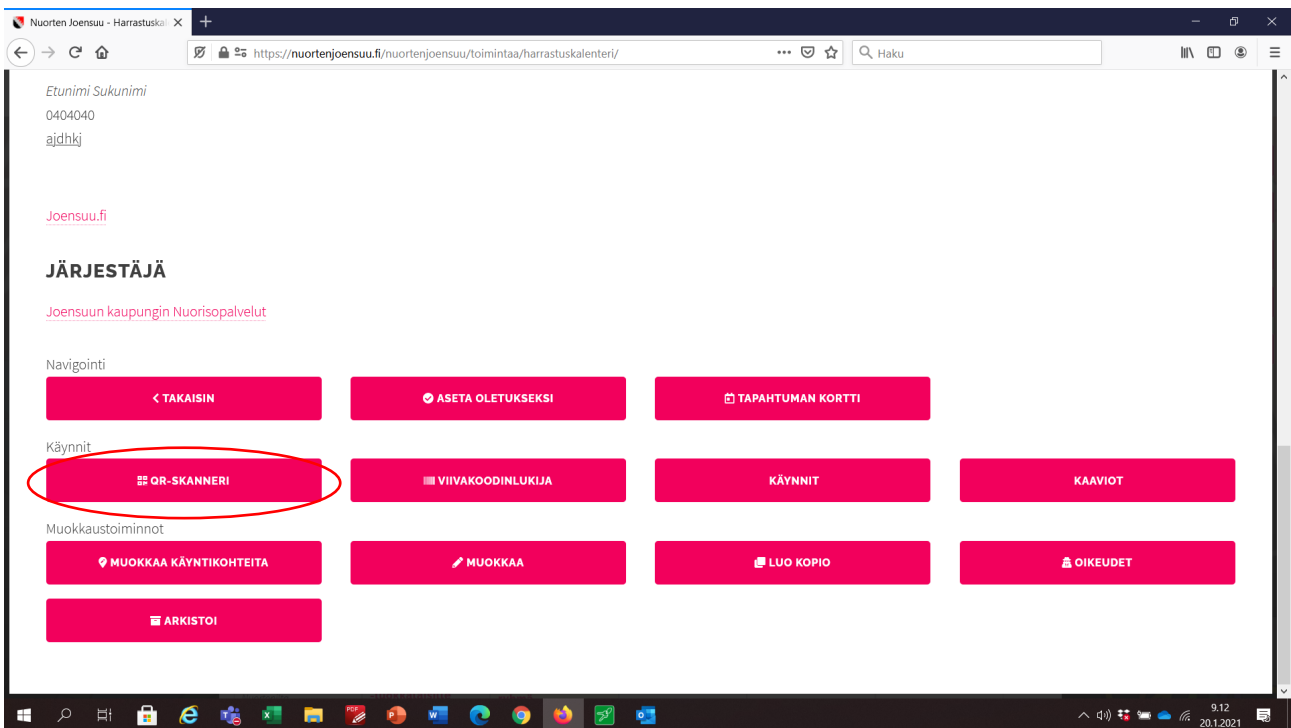 Nuorten Joensuu - Harrastuskal
https://nuortenjoensuu.fi/nuortenjoensuu/toimintaa/harrastuskalenteri/
Haku
Etunimi Sukunimi
0404040
ajdhkj
Joensuu.fi
JÄRJESTÄJÄ
Joensuun kaupungin Nuorisopalvelut
Navigointi
TAKAISIN
ASETA OLETUKSEKSI
TAPAHTUMAN KORTTI
Käynnit
QR-SKANNERI
VIIVAKOODINLUKIJA
KÄYNNIT
KAAVIOT
Muokkaustoiminnot
MUOKKAA KÄYNTIKOHTEITA
MUOKKAA
LUO KOPIO
OIKEUDET
ARKISTOI
9.12
20.1.2021